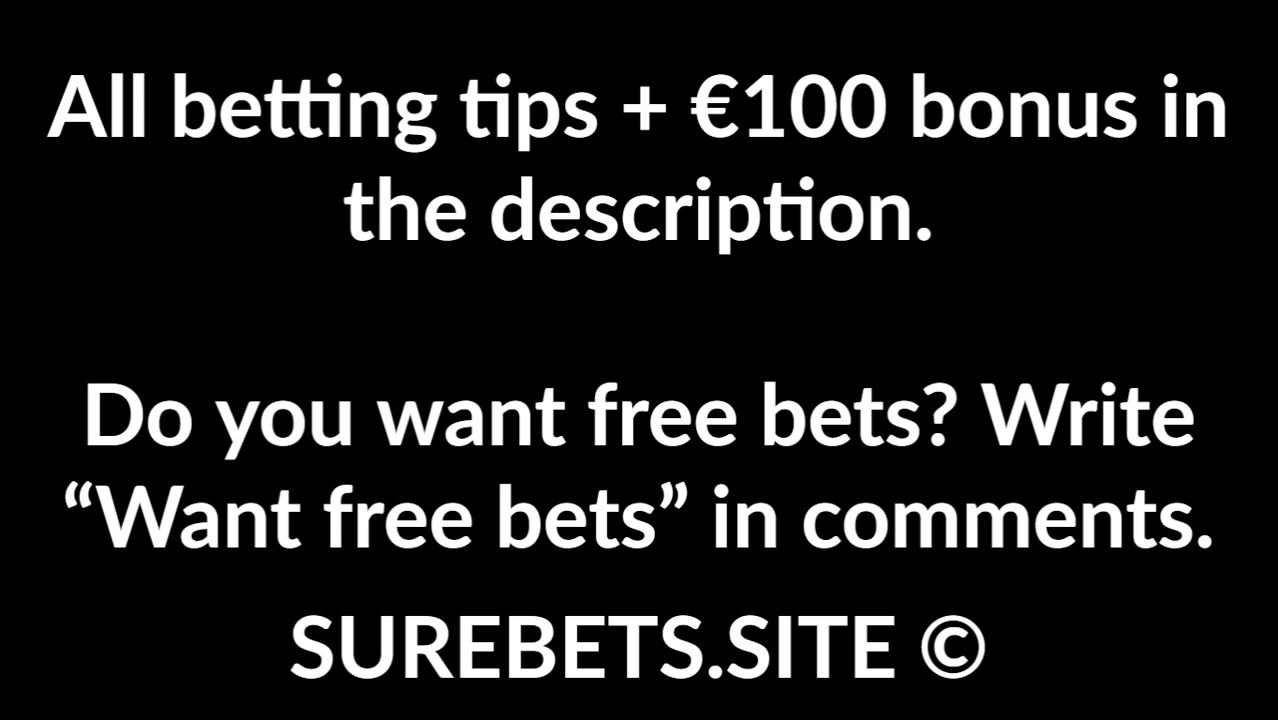 All betting tips + €100 bonus in
the description.
Do you want free bets? Write
“Want free bets” in comments.
SUREBETS.SITE ©